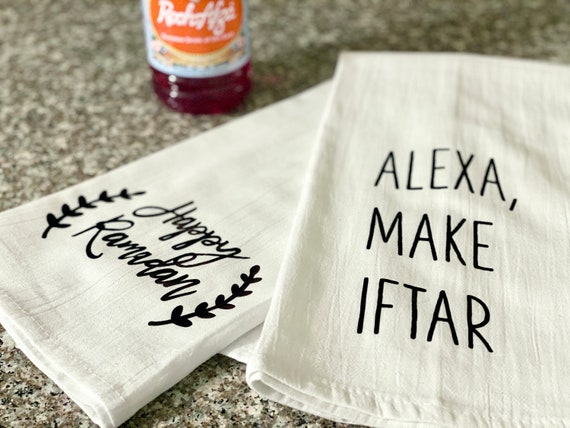 RoohAfza
Happy
Ramadan
ALEXA,
MAKE
IFTAR